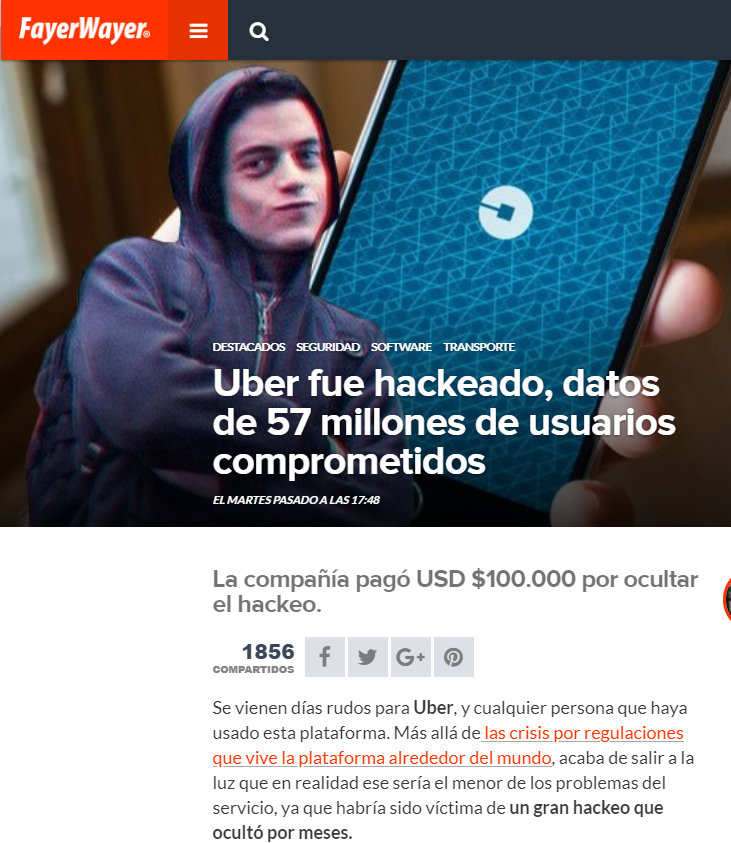 FayerWayer®
DESTACADOS SEGURIDAD SOFTWARE TRANSPORTE
Uber fue hackeado, datos
de 57 millones de usuarios
comprometidos
EL MARTES PASADO A LAS 17:48
La compañía pagó USD $100.000 por ocultar
el hackeo.
1856
COMPARTIDOS
Se vienen días rudos para Uber, y cualquier persona que haya
usado esta plataforma. Más allá de las crisis por regulaciones
que vive la plataforma alrededor del mundo, acaba de salir a la
luz que en realidad ese sería el menor de los problemas del
servicio, ya que habría sido víctima de un gran hackeo que
ocultó por meses.